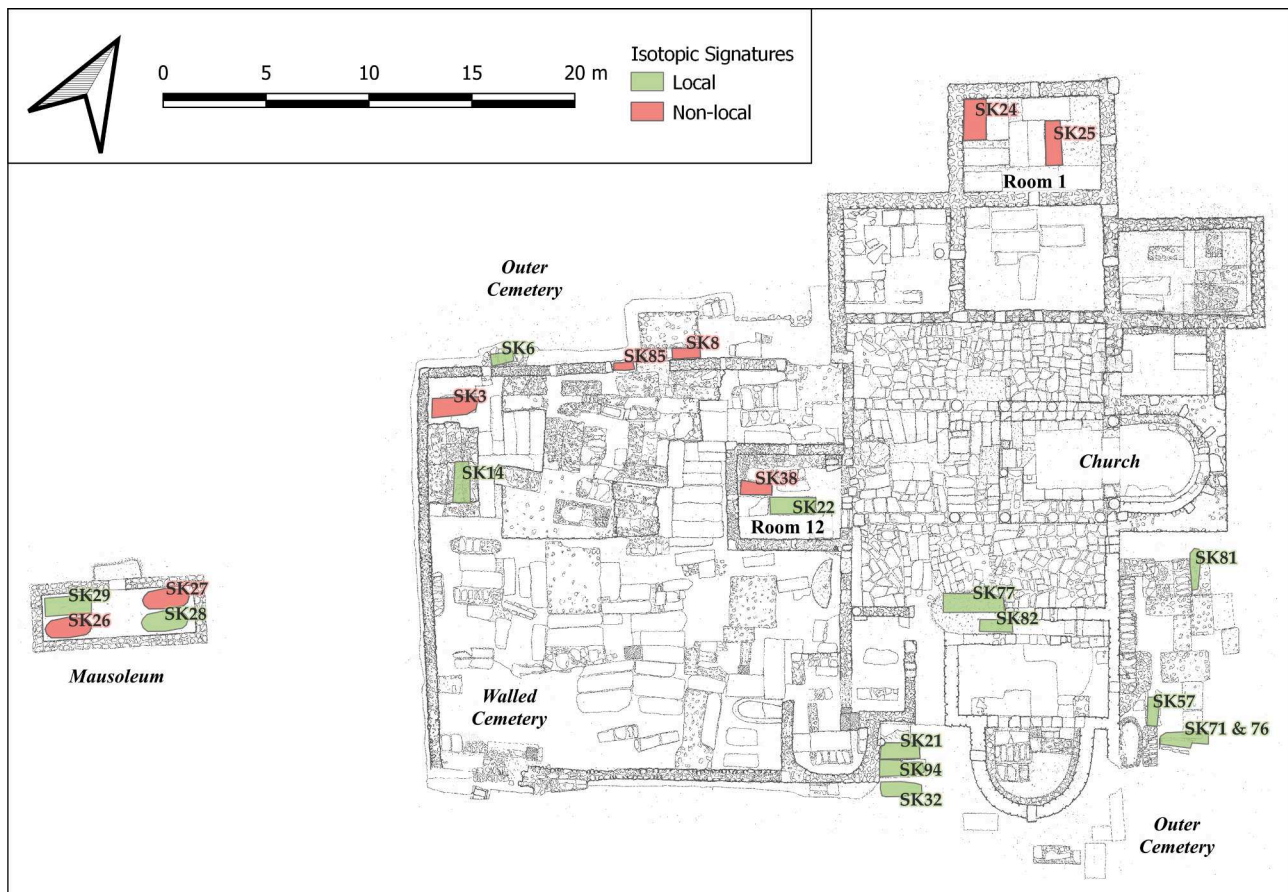 0 5 10 15 20 m
Isotopic Signatures
Local
Non-local
SK24
SK25
Room 1
Outer
Cemetery
SK6
SK85
SK8
SK3
SK14
SK38
SK22
Room 12
Church
SK81
SK77
SK82
SK29
SK27
SK26
SK28
Mausoleum
Walled
Cemetery
SK57
SK71 & 76
SK21
SK94
SK32
Outer
Cemetery